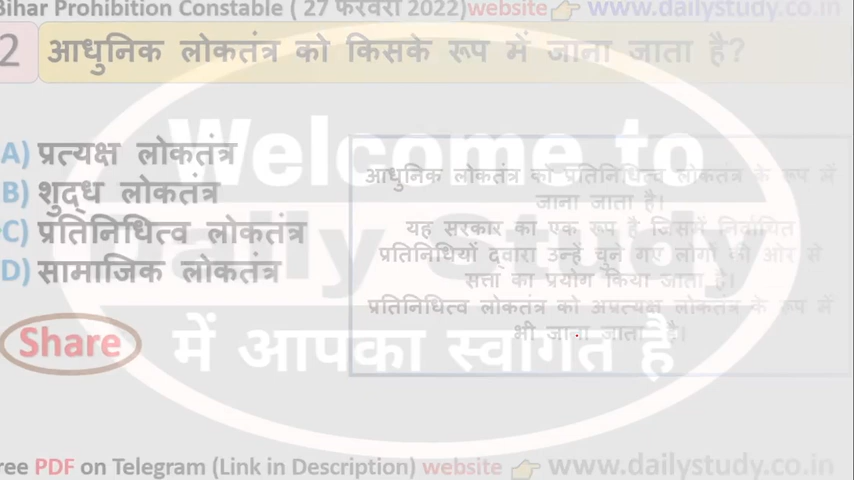 Bihar Prohibition Constable ( 27 फरवरी 2022)website 👉 www.dailystudy.co.in
2 आधुनिक लोकतंत्र को किसके रूप में जाना जाता है?
A) प्रत्यक्ष लोकतंत्र
B) शुद्ध लोकतंत्र
C) प्रतिनिधित्व लोकतंत्र
D) सामाजिक लोकतंत्र
आधुनिक लोकतंत्र को प्रतिनिधित्व लोकतंत्र के रूप में
जाना जाता है।
यह सरकार का एक रूप है जिसमें निर्वाचित
प्रतिनिधियों द्वारा उन्हें चुने गए लोगों की ओर से
सत्ता का प्रयोग किया जाता है।
प्रतिनिधित्व लोकतंत्र को अप्रत्यक्ष लोकतंत्र के रूप में
भी जाना जाता है।
Welcome to
Daily Study
में आपका स्वागत है
Share
ree PDF on Telegram (Link in Description) website 👉 www.dailystudy.co.in